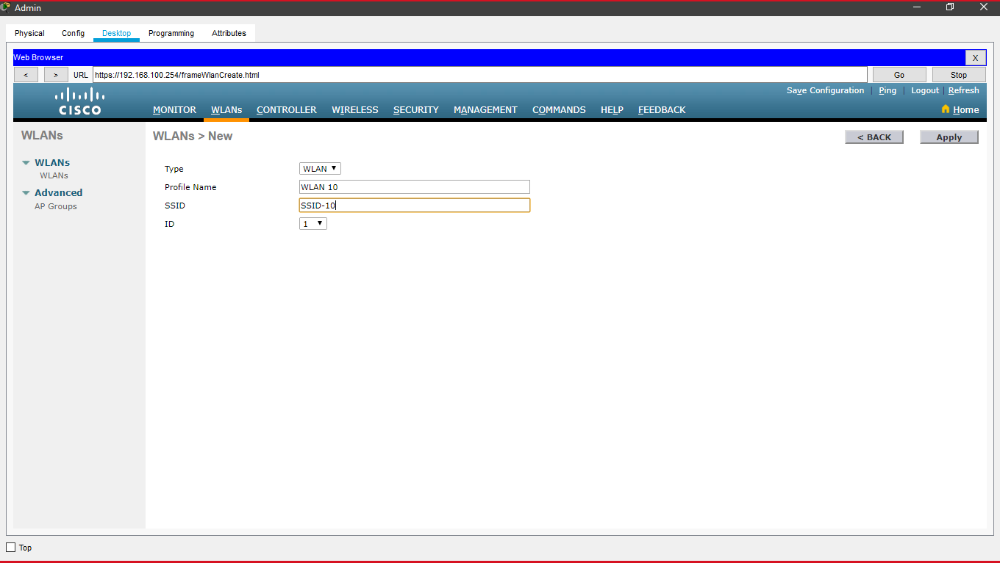 Admin
Physical Config Desktop Programming Attributes
Web Browser X
< > URL https://192.168.100.254/frameWlanCreate.html Go Stop
Save Configuration | Ping | Logout | Refresh
CISCO MONITOR WLANs CONTROLLER WIRELESS SECURITY MANAGEMENT COMMANDS HELP FEEDBACK Home
WLANs
WLANs
WLANs
Advanced
AP Groups
WLANs > New < BACK Apply
Type WLAN
Profile Name WLAN 10
SSID SSID-10
ID 1
Top